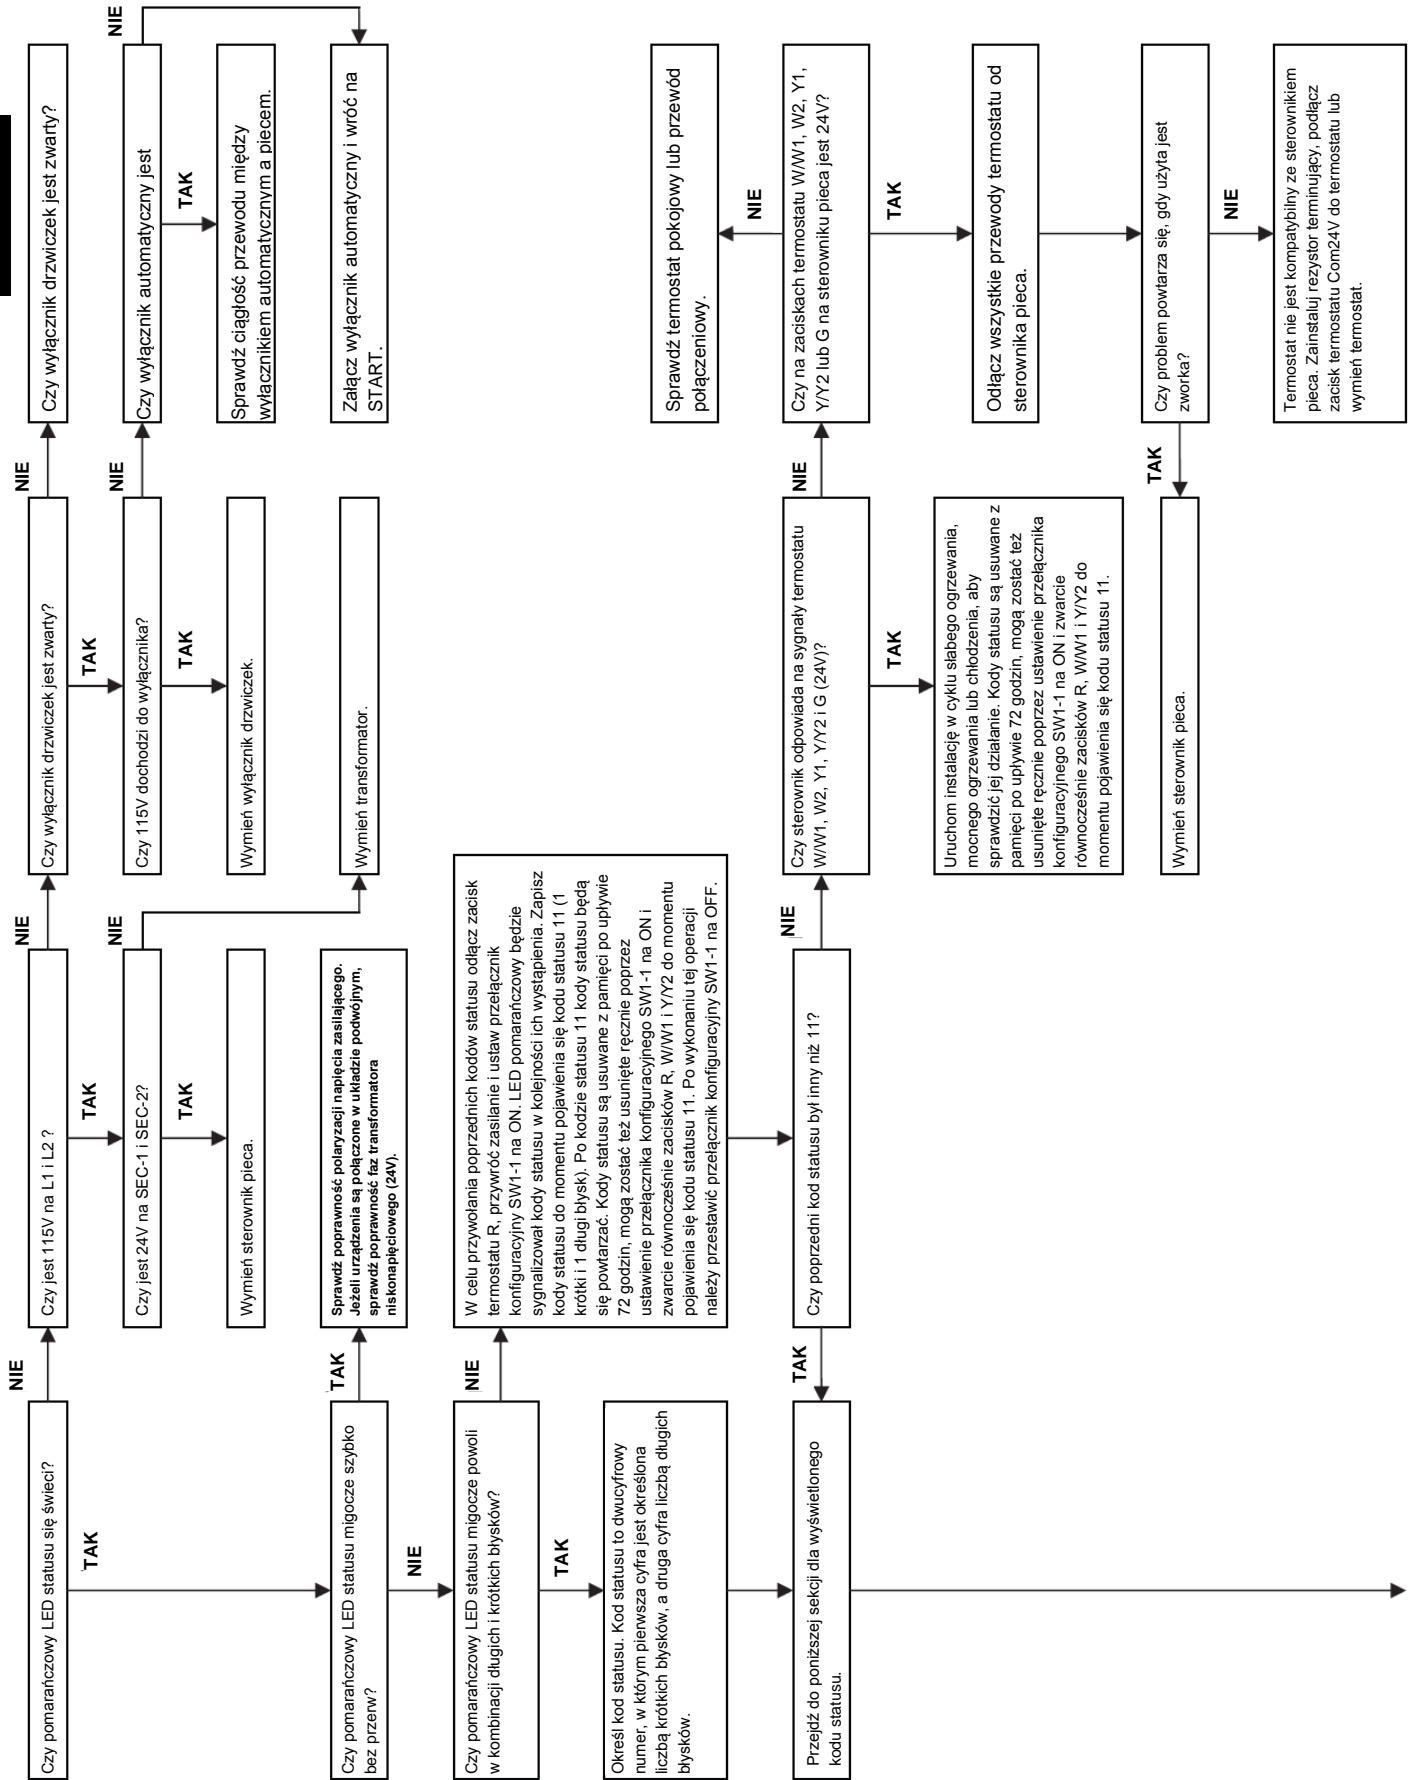 Czy pomarańczowy LED statusu się świeci?
NIE
TAK
Czy jest 115V na L1 i L2 ?
NIE
TAK
Czy wyłącznik drzwiczek jest zwarty?
NIE
TAK
Czy wyłącznik drzwiczek jest zwarty?
Czy jest 24V na SEC-1 i SEC-2?
NIE
TAK
Czy 115V dochodzi do wyłącznika?
NIE
TAK
Czy wyłącznik automatyczny jest
NIE
TAK
Wymień sterownik pieca.
Wymień wyłącznik drzwiczek.
Sprawdź ciągłość przewodu między
wyłącznikiem automatycznym a piecem.
Czy pomarańczowy LED statusu migocze szybko
bez przerw?
TAK
NIE
Sprawdź poprawność polaryzacji napięcia zasilającego.
Jeżeli urządzenia są połączone w układzie podwójnym,
sprawdź poprawność faz transformatora
niskonapięciowego (24V).
Wymień transformator.
Załącz wyłącznik automatyczny i wróć na
START.
Czy pomarańczowy LED statusu migocze powoli
w kombinacji długich i krótkich błysków?
NIE
TAK
W celu przywołania poprzednich kodów statusu odłącz zacisk
termostatu R, przywróć zasilanie i ustaw przełącznik
konfiguracyjny SW1-1 na ON. LED pomarańczowy będzie
sygnalizował kody statusu w kolejności ich wystąpienia. Zapisz
kody statusu do momentu pojawienia się kodu statusu 11 (1
krótki i 1 długi błysk). Po kodzie statusu 11 kody statusu będą
się powtarzać. Kody statusu są usuwane z pamięci po upływie
72 godzin, mogą zostać też usunięte ręcznie poprzez
ustawienie przełącznika konfiguracyjnego SW1-1 na ON i
zwarcie równocześnie zacisków R, W/W1 i Y/Y2 do momentu
pojawienia się kodu statusu 11. Po wykonaniu tej operacji
należy przestawić przełącznik konfiguracyjny SW1-1 na OFF.
Określ kod statusu. Kod statusu to dwucyfrowy
numer, w którym pierwsza cyfra jest określona
liczbą krótkich błysków, a druga cyfra liczbą długich
błysków.
Przejdź do poniższej sekcji dla wyświetlonego
kodu statusu.
TAK
Czy poprzedni kod statusu był inny niż 11?
NIE
Czy sterownik odpowiada na sygnały termostatu
W/W1, W2, Y1, Y/Y2 i G (24V)?
NIE
TAK
Uruchom instalację w cyklu słabego ogrzewania,
mocnego ogrzewania lub chłodzenia, aby
sprawdzić jej działanie. Kody statusu są usuwane z
pamięci po upływie 72 godzin, mogą zostać też
usunięte ręcznie poprzez ustawienie przełącznika
konfiguracyjnego SW1-1 na ON i zwarcie
równocześnie zacisków R, W/W1 i Y/Y2 do
momentu pojawienia się kodu statusu 11.
Wymień sterownik pieca.
Sprawdź termostat pokojowy lub przewód
połączeniowy.
NIE
Czy na zaciskach termostatu W/W1, W2, Y1,
Y/Y2 lub G na sterowniku pieca jest 24V?
TAK
Odłącz wszystkie przewody termostatu od
sterownika pieca.
Czy problem powtarza się, gdy użyta jest
zworka?
TAK
NIE
Termostat nie jest kompatybilny ze sterownikiem
pieca. Zainstaluj rezystor terminujący, podłącz
zacisk termostatu Com24V do termostatu lub
wymień termostat.